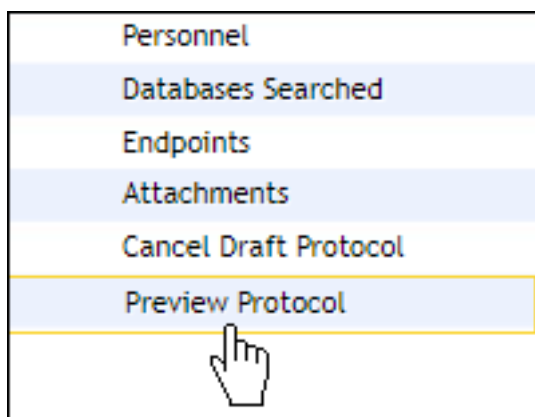 Personnel
Databases Searched
Endpoints
Attachments
Cancel Draft Protocol
Preview Protocol